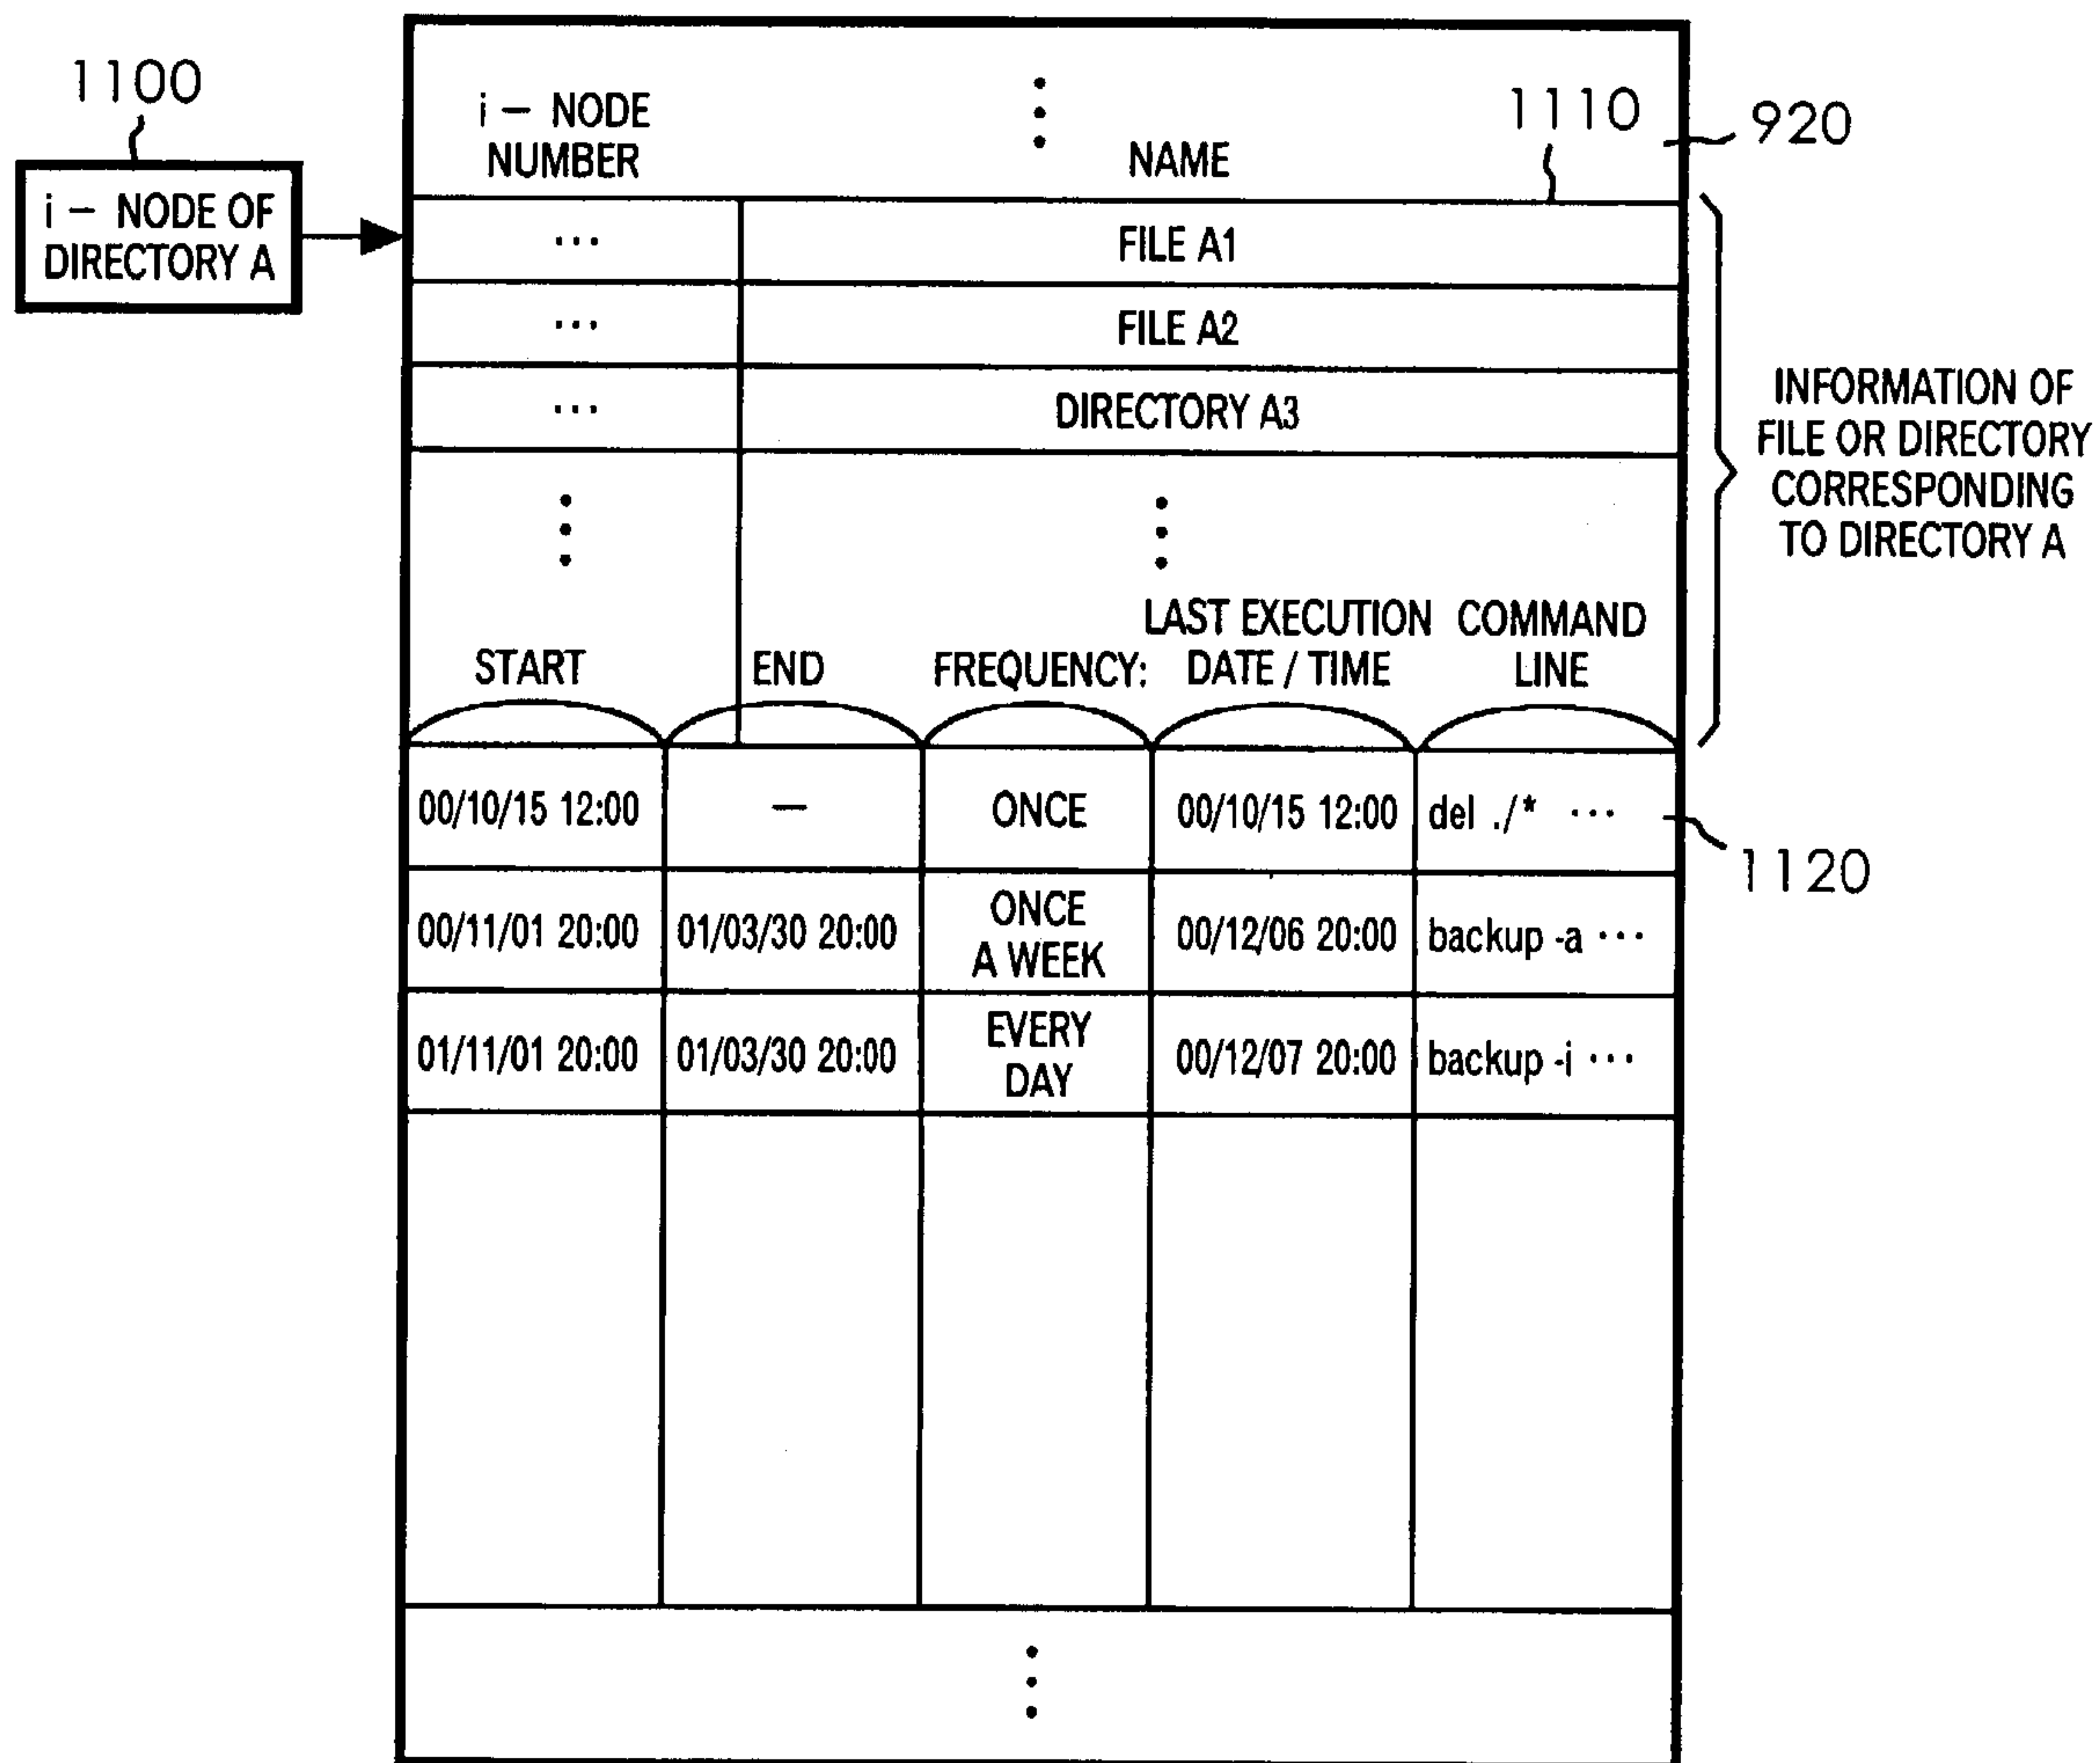 1100
i – NODE OF
DIRECTORY A
i – NODE
NUMBER
NAME
1110
920
··· FILE A1
··· FILE A2
··· DIRECTORY A3
INFORMATION OF
FILE OR DIRECTORY
CORRESPONDING
TO DIRECTORY A
START
END
FREQUENCY:
LAST EXECUTION
DATE / TIME
COMMAND
LINE
00/10/15 12:00 — ONCE 00/10/15 12:00 del ./* ···
1120
00/11/01 20:00 01/03/30 20:00 ONCE
A WEEK 00/12/06 20:00 backup -a ···
01/11/01 20:00 01/03/30 20:00 EVERY
DAY 00/12/07 20:00 backup -i ···